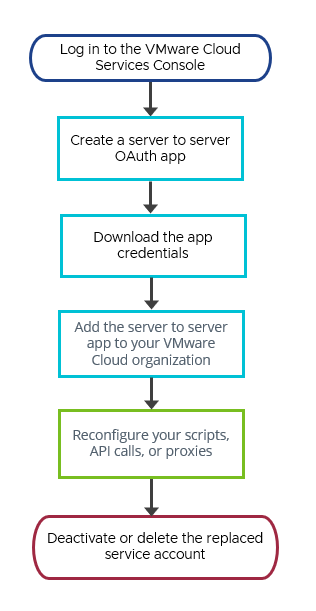 Log in to the VMware Cloud
Services Console
Create a server to server
OAuth app
Download the app
credentials
Add the server to server
app to your VMware
Cloud organization
Reconfigure your scripts,
API calls, or proxies
Deactivate or delete the replaced
service account